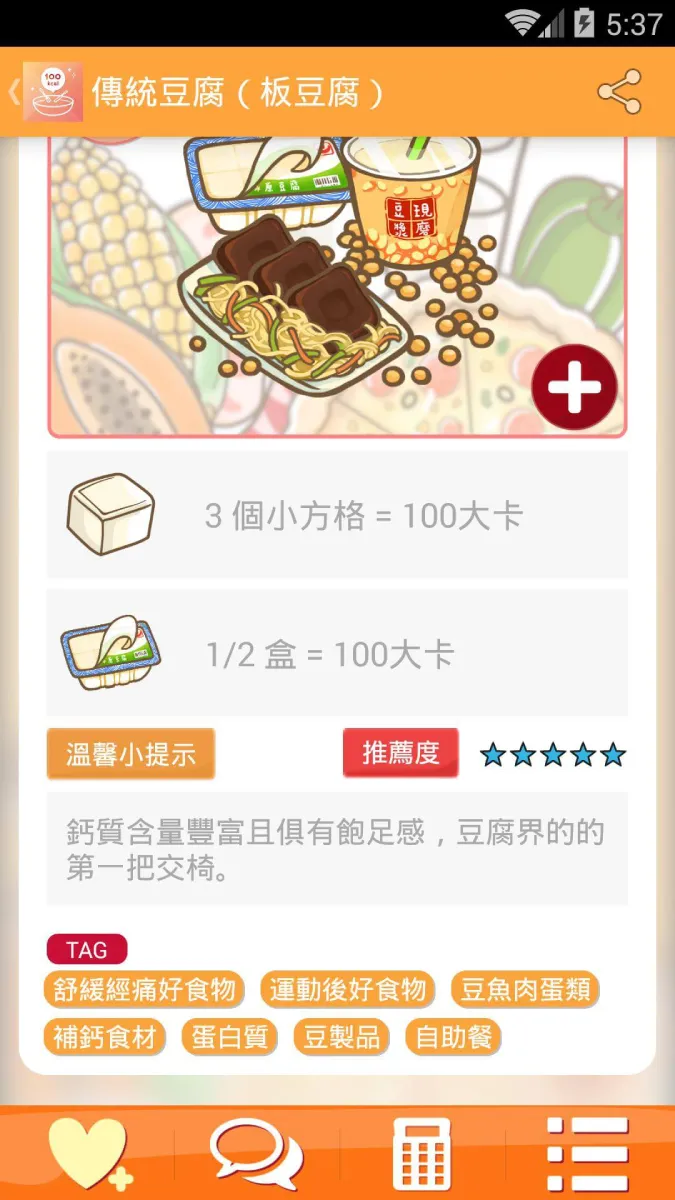 5:37
100
kcal
傳統豆腐（板豆腐）
豆 現
漿 磨
3 個小方格 = 100大卡
1/2 盒 = 100大卡
溫馨小提示
推薦度
鈣質含量豐富且俱有飽足感，豆腐界的的
第一把交椅。
TAG
舒緩經痛好食物 運動後好食物 豆魚肉蛋類
補鈣食材 蛋白質 豆製品 自助餐